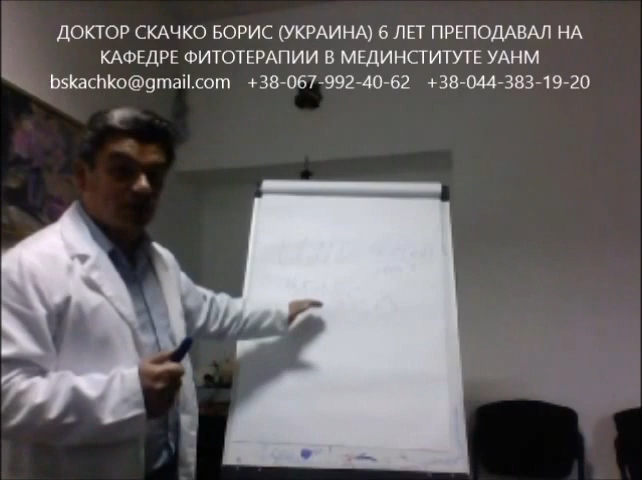 ДОКТОР СКАЧКО БОРИС (УКРАИНА) 6 ЛЕТ ПРЕПОДАВАЛ НА
КАФЕДРЕ ФИТОТЕРАПИИ В МЕДИНСТИТУТЕ УАНМ
bskachko@gmail.com +38-067-992-40-62 +38-044-383-19-20